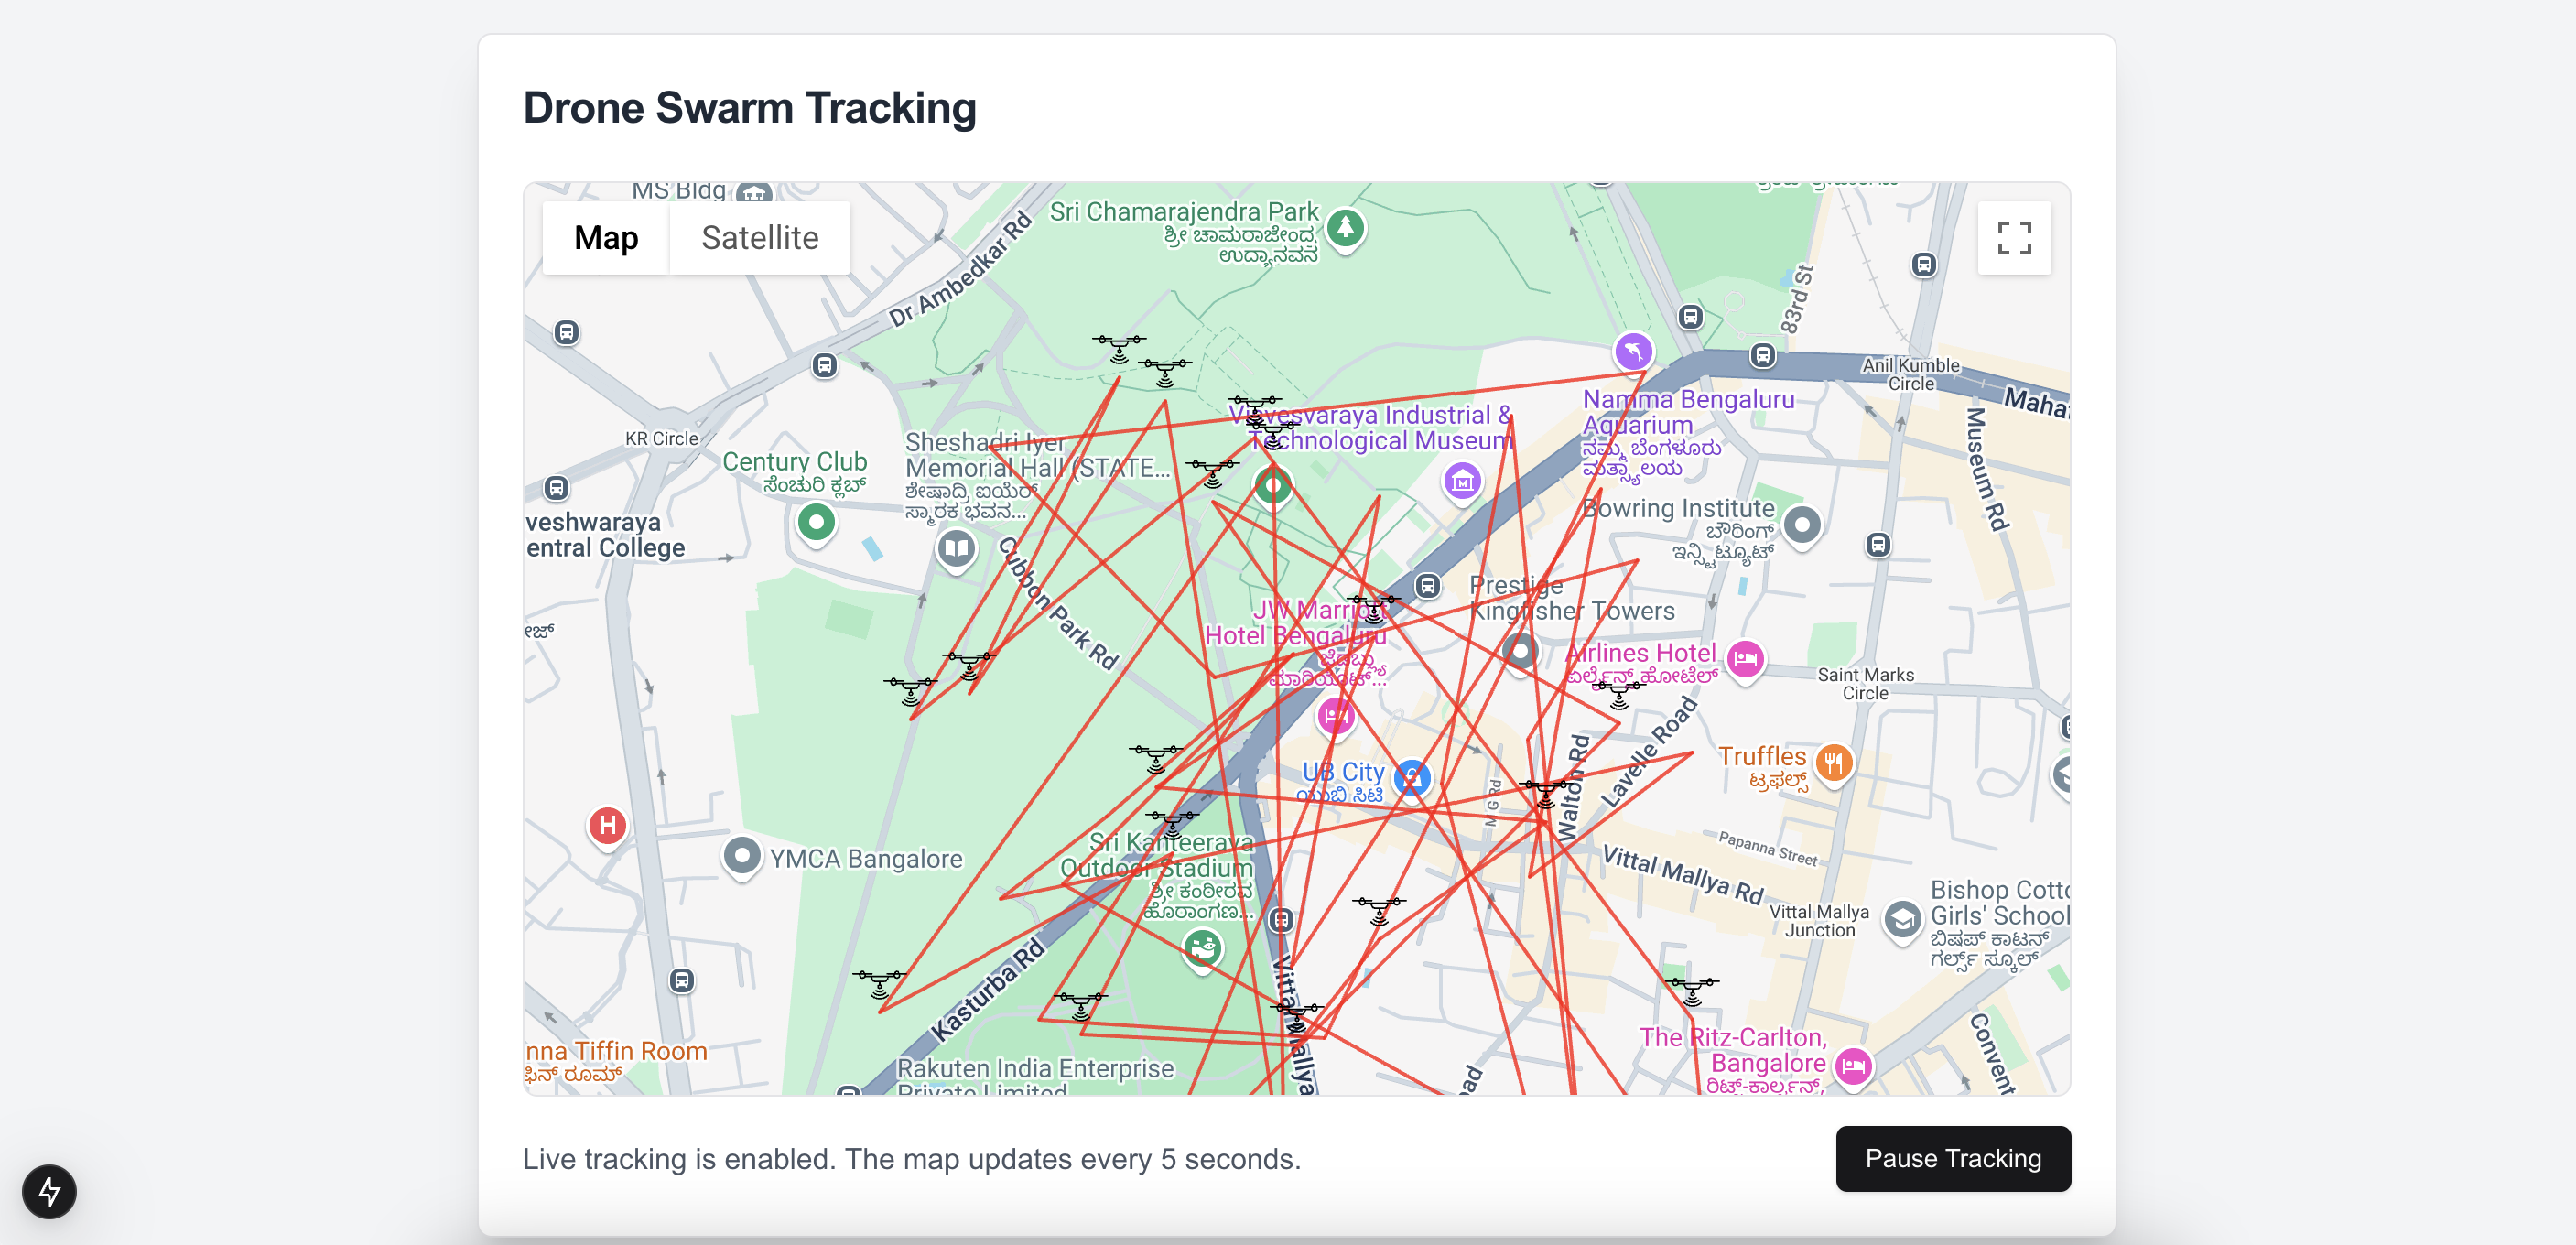 Drone Swarm Tracking
MS Bldg
Map
Satellite
Sri Chamarajendra Park
ಶ್ರೀ ಚಾಮರಾಜೇಂದ್ರ
ಉದ್ಯಾನವನ
Dr Ambedkar Rd
83rd St
Anil Kumble
Circle
Mahat
Museum Rd
KR Circle
Century Club
ಸೆಂಚುರಿ ಕ್ಲಬ್
Sheshadri Iyer
Memorial Hall (STATE...
ಶೇಷಾದ್ರಿ ಐಯೆರ್
ಸ್ಮಾರಕ ಭವನ...
Visvesvaraya Industrial &
Technological Museum
Namma Bengaluru
Aquarium
ನಮ್ಮ ಬೆಂಗಳೂರು
ಮತ್ಸ್ಯಾಲಯ
Bowring Institute
ಬೌರಿಂಗ್
ಇನ್ಸ್ಟಿಟ್ಯೂಟ್
veshwaraya
entral College
Cubbon Park Rd
Prestige
Kingfisher Towers
JW Marriott
Hotel Bengaluru
ಜೆಡಬ್ಲ್ಯು
ಮಾರಿಯೆಟ್...
Airlines Hotel
ಏರ್ಲೈನ್ ಹೋಟೆಲ್
Saint Marks
Circle
Lavelle Road
Walton Rd
M G Rd
UB City
ಯುಬಿ ಸಿಟಿ
Truffles
ಟ್ರಫಲ್ಸ್
YMCA Bangalore
H
Sri Kanteerava
Outdoor Stadium
ಶ್ರೀ ಕಂಠೀರವ
ಹೊರಾಂಗಣ...
Papanna Street
Vittal Mallya Rd
Vittal Mallya
Junction
Bishop Cotto
Girls' School
ಬಿಷಪ್ ಕಾಟನ್
ಗರ್ಲ್ಸ್ ಸ್ಕೂಲ್
Kasturba Rd
Vittal Mallya
nna Tiffin Room
ಫಿನ್ ರೂಮ್
Rakuten India Enterprise
Private Limited
The Ritz-Carlton,
Bangalore
ರಿಟ್ಜ್-ಕಾರ್ಲ್ಟನ್,
Convent
Live tracking is enabled. The map updates every 5 seconds.
Pause Tracking